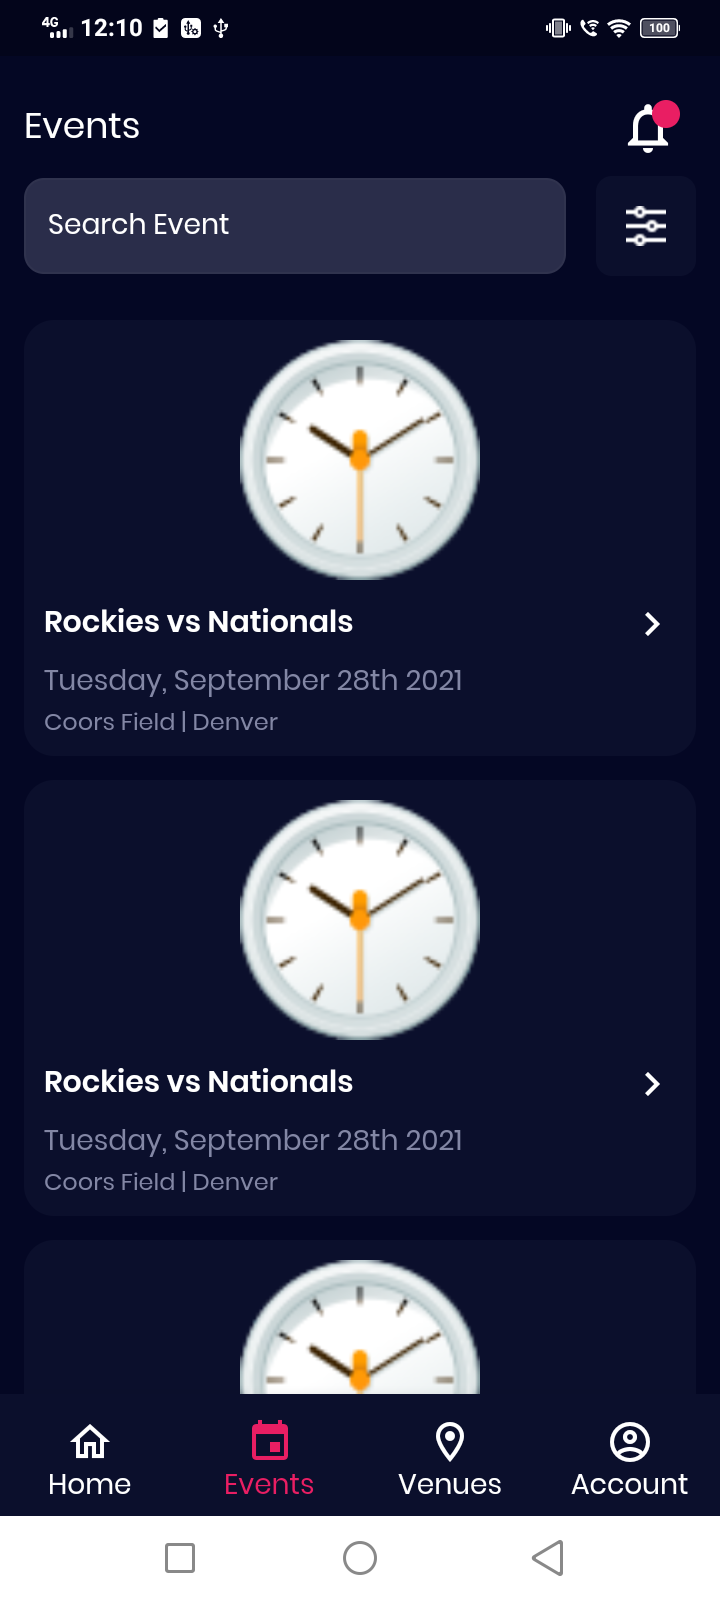 4G 12:10 100
Events
Search Event
Rockies vs Nationals
Tuesday, September 28th 2021
Coors Field | Denver
Rockies vs Nationals
Tuesday, September 28th 2021
Coors Field | Denver
Home Events Venues Account